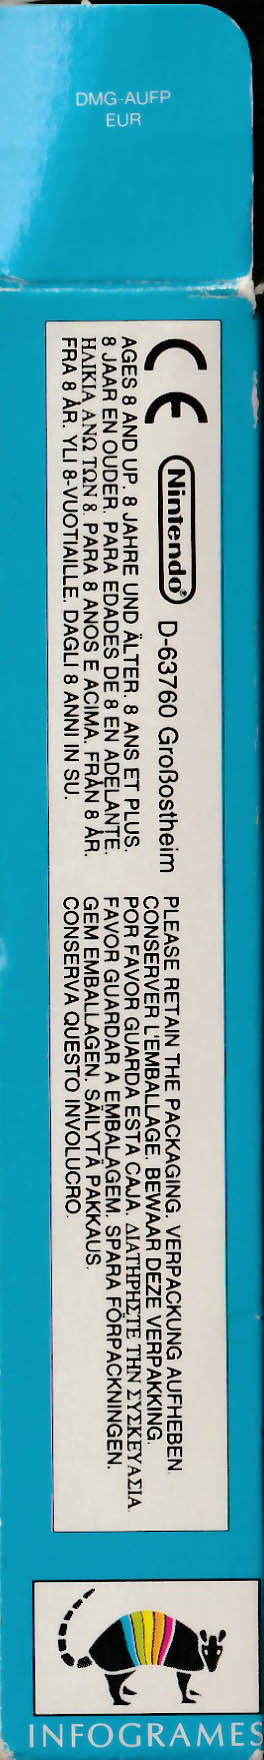 DMG-AUFP
EUR
CE Nintendo® D-63760 Großostheim
AGES 8 AND UP. 8 JAHRE UND ÄLTER. 8 ANS ET PLUS.
8 JAAR EN OUDER. PARA EDADES DE 8 EN ADELANTE.
ΗΛΙΚΙΑ ΑΝΩ ΤΩΝ 8. PARA 8 ANOS E ACIMA. FRÅN 8 ÅR.
FRA 8 ÅR. YLI 8-VUOTIAILLE. DAGLI 8 ANNI IN SU.
PLEASE RETAIN THE PACKAGING. VERPACKUNG AUFHEBEN.
CONSERVER L'EMBALLAGE. BEWAAR DEZE VERPAKKING.
POR FAVOR GUARDA ESTA CAJA. ΔΙΑΤΗΡΗΣΤΕ ΤΗΝ ΣΥΣΚΕΥΑΣΙΑ.
FAVOR GUARDAR A EMBALAGEM. SPARA FÖRPACKNINGEN.
GEM EMBALLAGEN. SÄILYTÄ PAKKAUS.
CONSERVA QUESTO INVOLUCRO.
INFOGRAMES